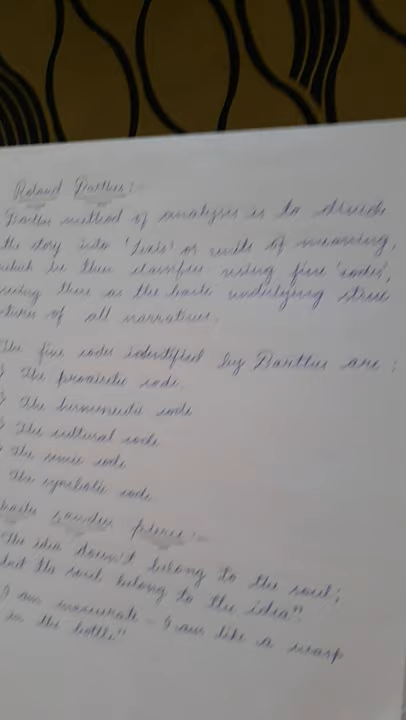 Roland Barthes:-
Barthes method of analysis is to divide
the story into 'Lexis' or units of meaning,
which he then classifies using five 'codes',
seeing these as the basic underlying struc
ture of all narratives.
The five codes identified by Barthes are:
) The proairetic code.
) The hermeneutic code
) The cultural code
) The semic code
The symbolic code
Charles Sanders pierce:-
"The idea doesn't belong to the soul;
but the soul belong to the idea".
"I am inaccurate - I am like a wasp
in the bottle"